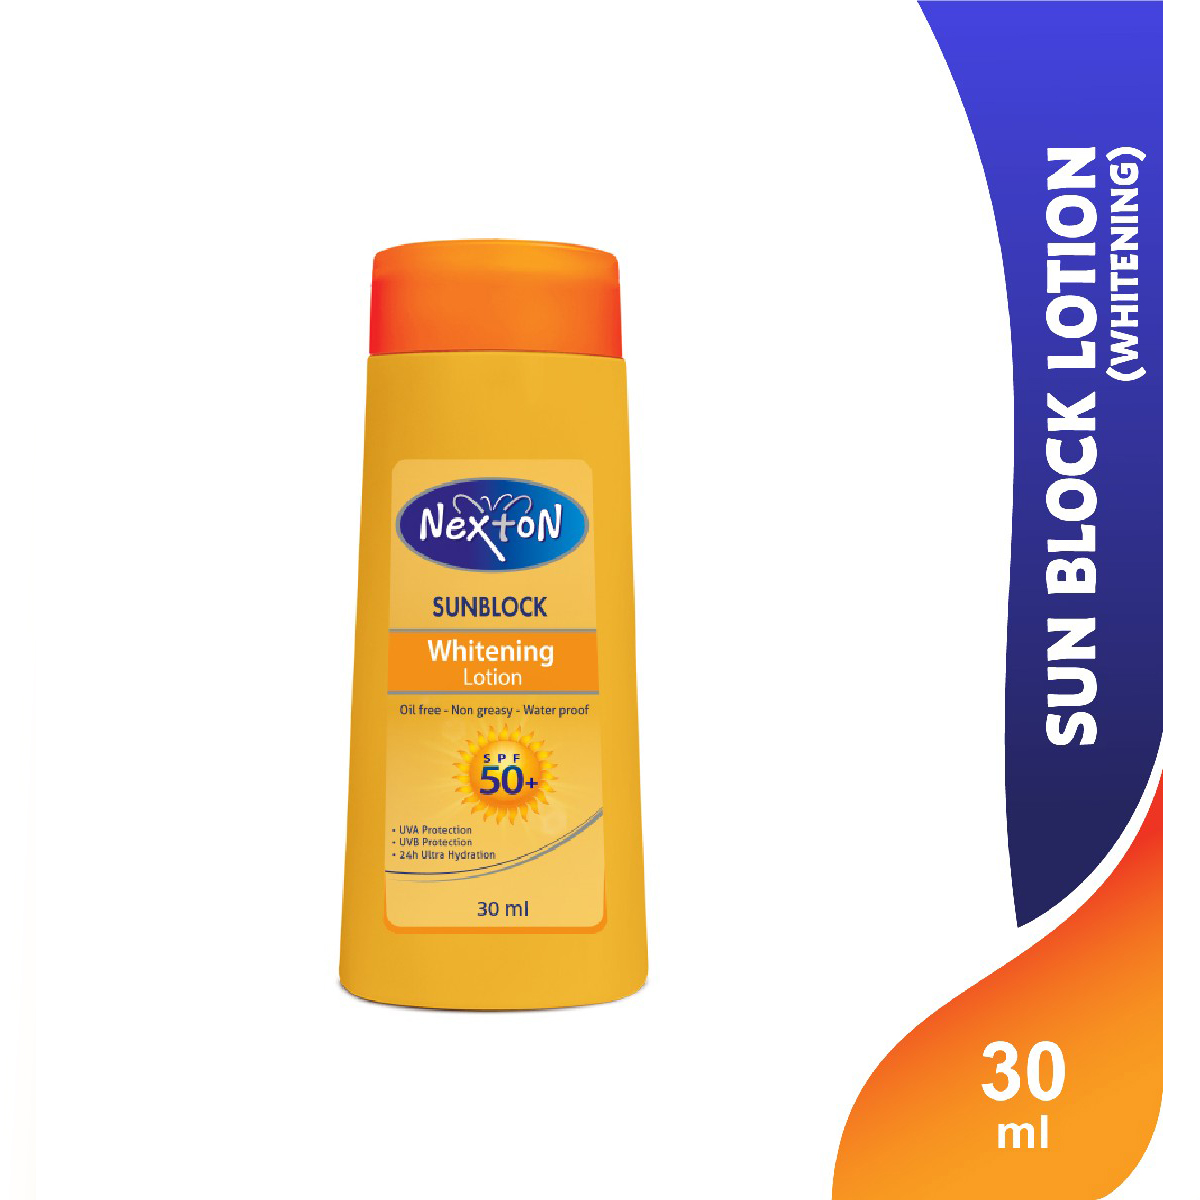 NextoN
SUNBLOCK
Whitening
Lotion
Oil free - Non greasy - Water proof
SPF
50+
• UVA Protection
• UVB Protection
• 24h Ultra Hydration
30 ml
SUN BLOCK LOTION
(WHITENING)
30
ml